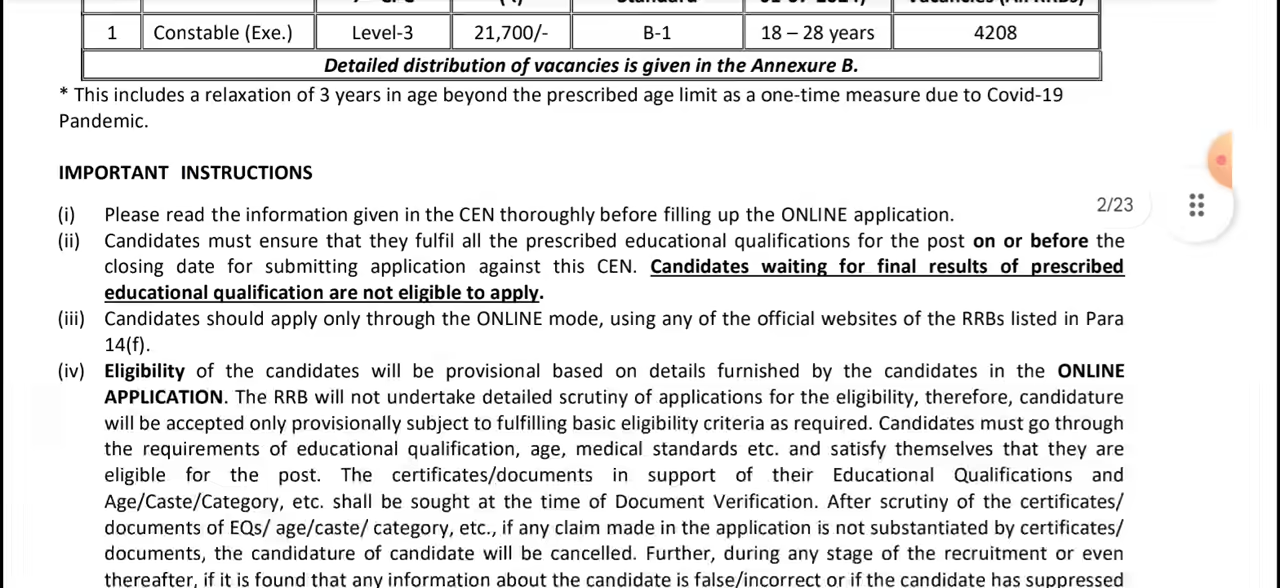 1 Constable (Exe.) Level-3 21,700/- B-1 18 – 28 years 4208
Detailed distribution of vacancies is given in the Annexure B.
* This includes a relaxation of 3 years in age beyond the prescribed age limit as a one-time measure due to Covid-19
Pandemic.
IMPORTANT INSTRUCTIONS
(i) Please read the information given in the CEN thoroughly before filling up the ONLINE application.
2/23
(ii) Candidates must ensure that they fulfil all the prescribed educational qualifications for the post on or before the
closing date for submitting application against this CEN. Candidates waiting for final results of prescribed
educational qualification are not eligible to apply.
(iii) Candidates should apply only through the ONLINE mode, using any of the official websites of the RRBs listed in Para
14(f).
(iv) Eligibility of the candidates will be provisional based on details furnished by the candidates in the ONLINE
APPLICATION. The RRB will not undertake detailed scrutiny of applications for the eligibility, therefore, candidature
will be accepted only provisionally subject to fulfilling basic eligibility criteria as required. Candidates must go through
the requirements of educational qualification, age, medical standards etc. and satisfy themselves that they are
eligible for the post. The certificates/documents in support of their Educational Qualifications and
Age/Caste/Category, etc. shall be sought at the time of Document Verification. After scrutiny of the certificates/
documents of EQs/ age/caste/ category, etc., if any claim made in the application is not substantiated by certificates/
documents, the candidature of candidate will be cancelled. Further, during any stage of the recruitment or even
thereafter, if it is found that any information about the candidate is false/incorrect or if the candidate has suppressed